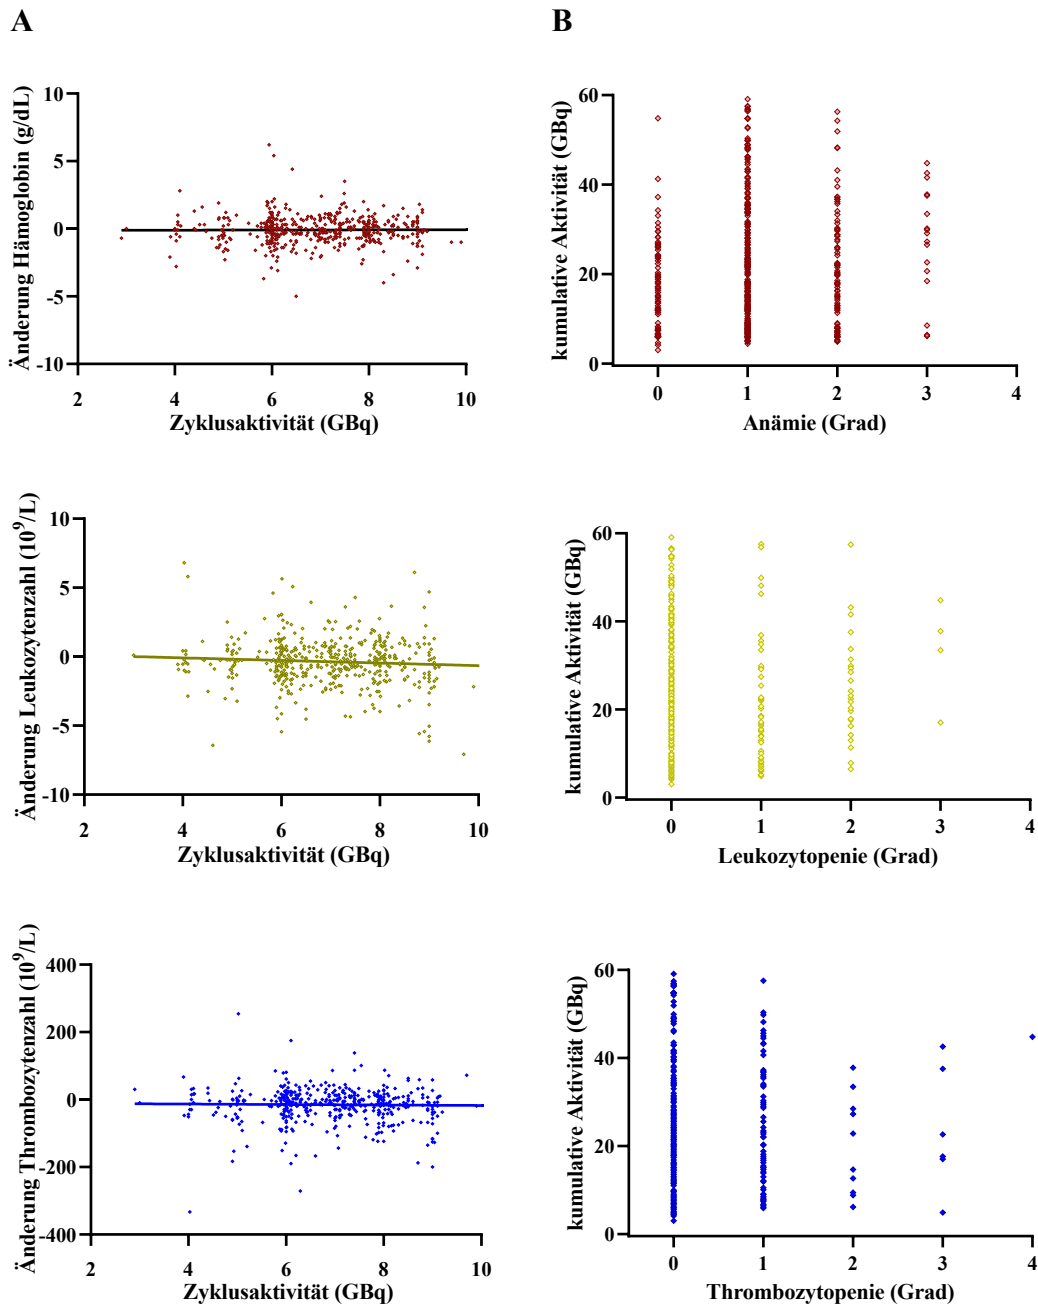 A
B
Änderung Hämoglobin (g/dL)
10
5
0
-5
-10
2 4 6 8 10
Zyklusaktivität (GBq)
kumulative Aktivität (GBq)
60
40
20
0
0 1 2 3 4
Anämie (Grad)
Änderung Leukozytenzahl (10⁹/L)
10
5
0
-5
-10
2 4 6 8 10
Zyklusaktivität (GBq)
kumulative Aktivität (GBq)
60
40
20
0
0 1 2 3 4
Leukozytopenie (Grad)
Änderung Thrombozytenzahl (10⁹/L)
400
200
0
-200
-400
2 4 6 8 10
Zyklusaktivität (GBq)
kumulative Aktivität (GBq)
60
40
20
0
0 1 2 3 4
Thrombozytopenie (Grad)